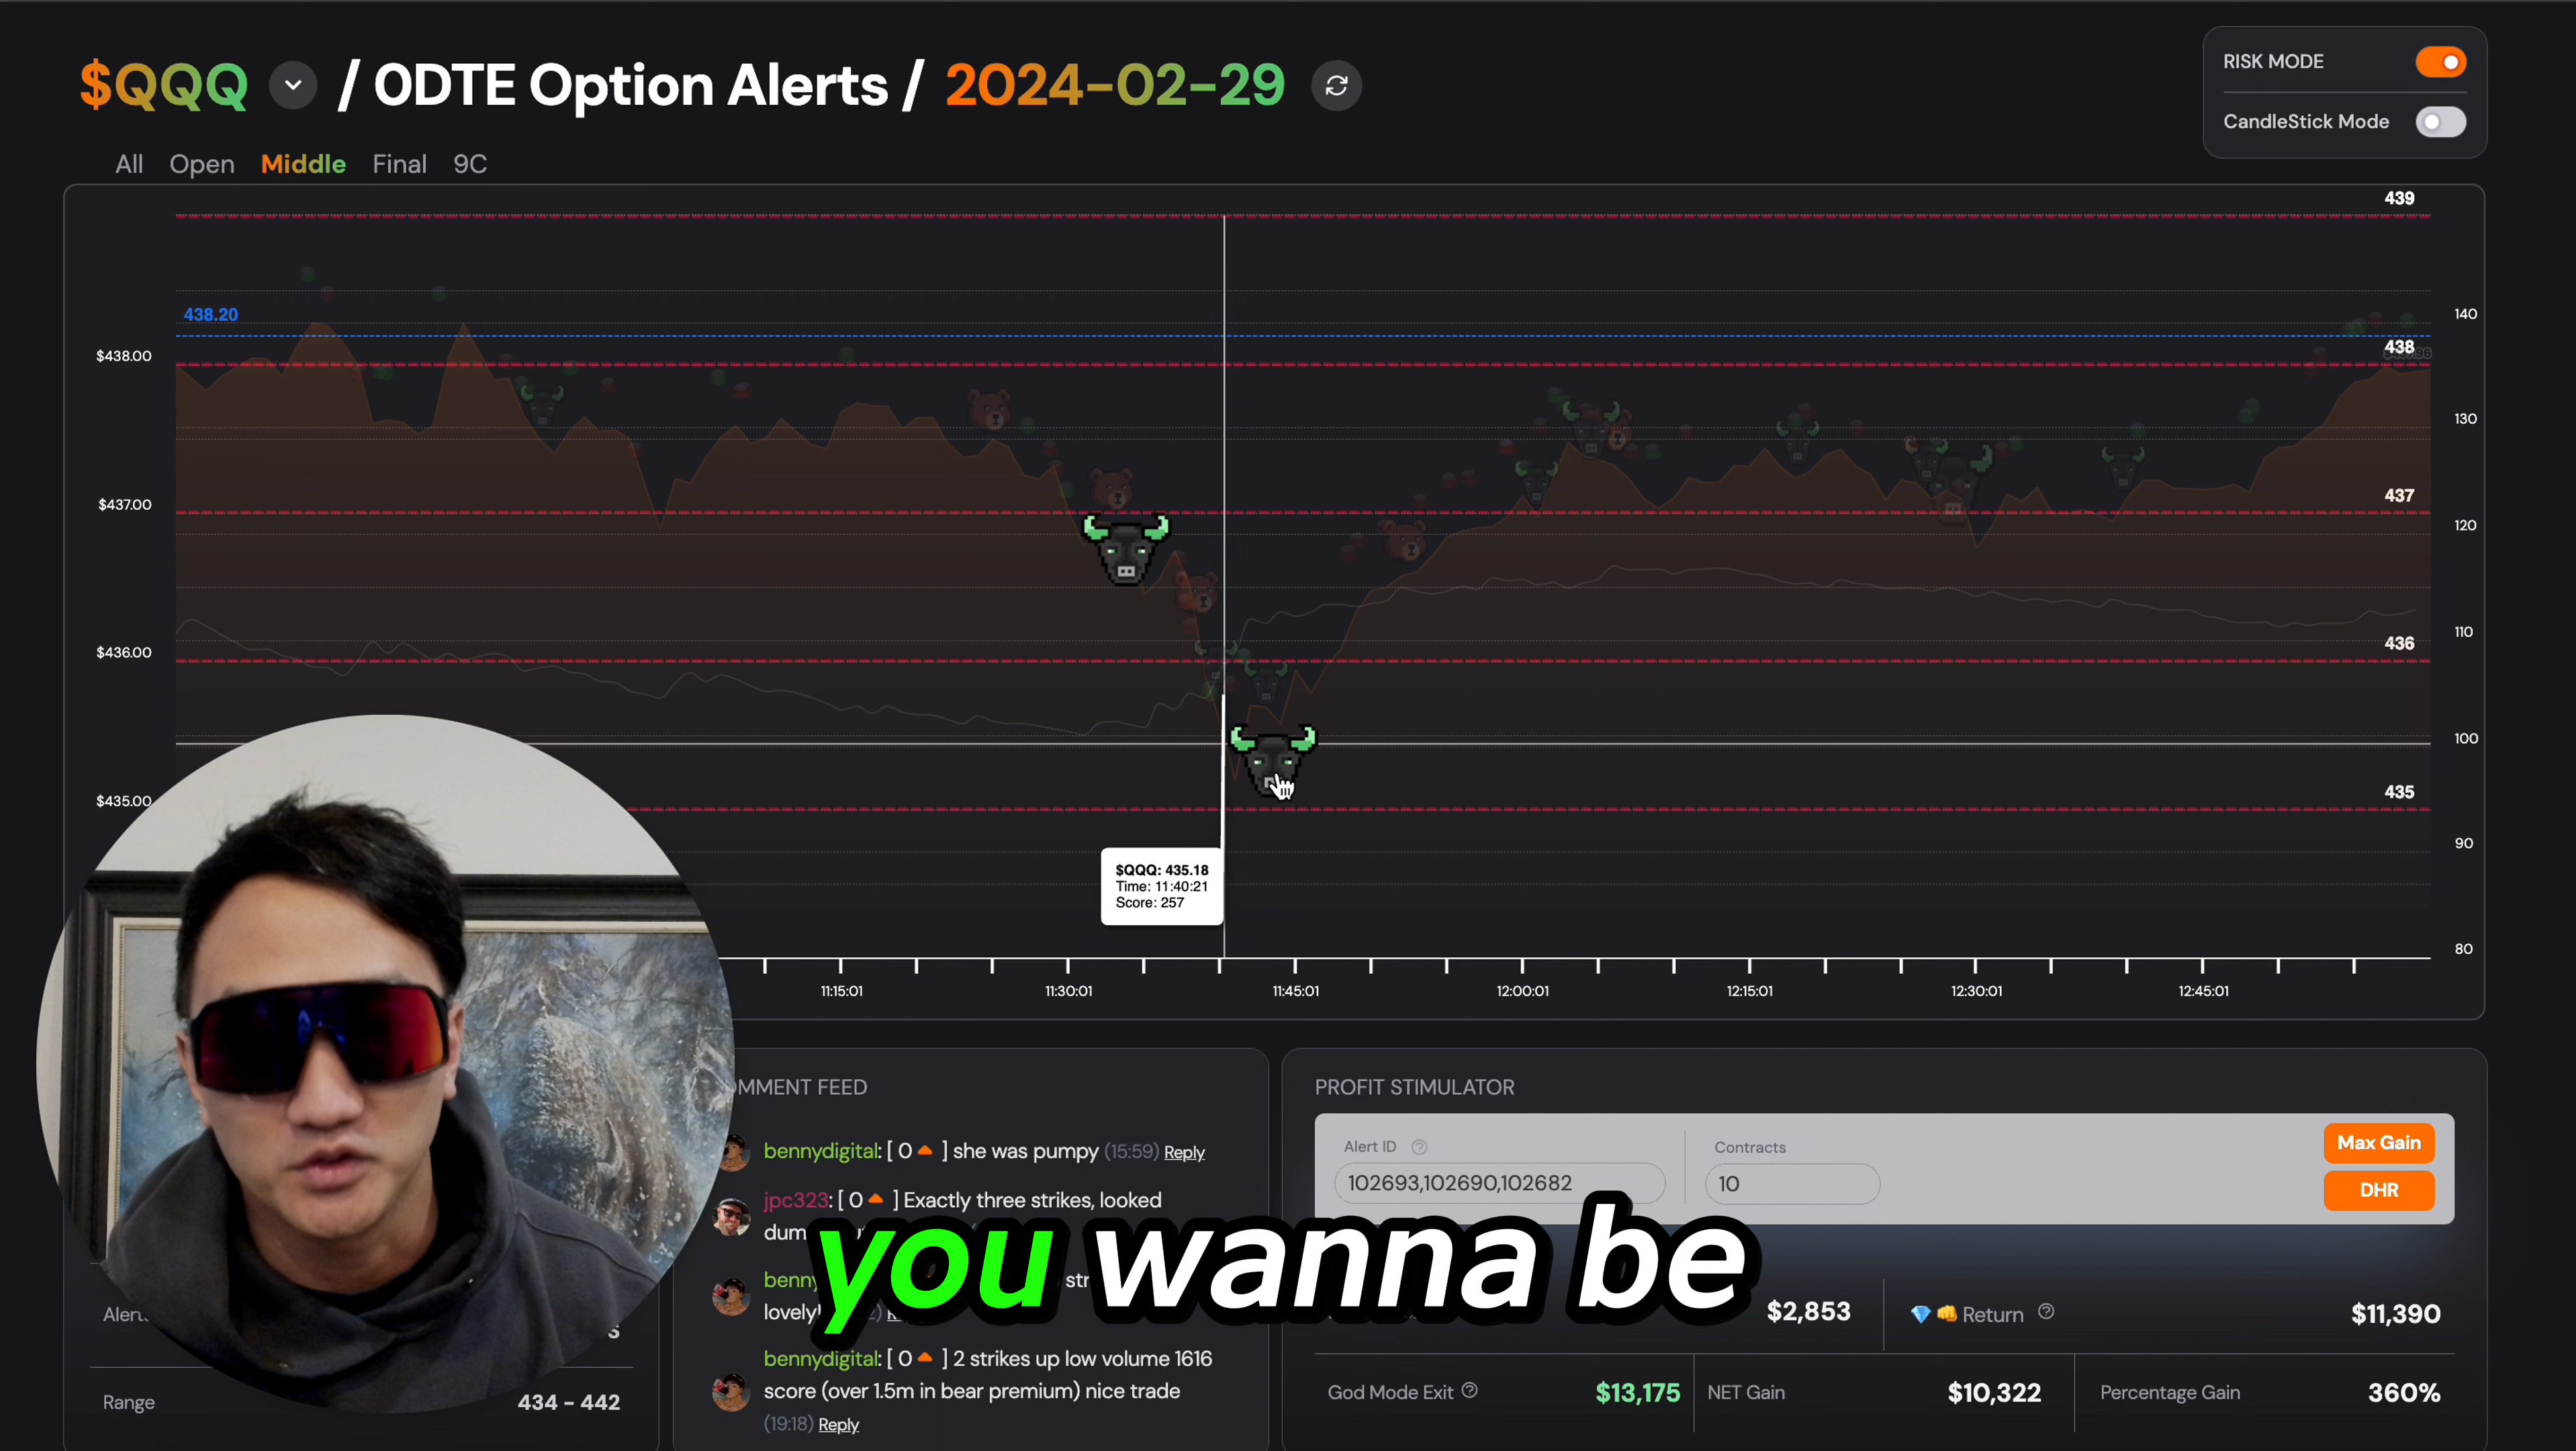 $QQQ / 0DTE Option Alerts / 2024-02-29
RISK MODE
CandleStick Mode
All Open Middle Final 9C
439
438.20
140
$438.00
438
130
$437.00
437
120
$436.00
436
110
100
$435.00
435
90
$QQQ: 435.18
Time: 11:40:21
Score: 257
80
11:15:01 11:30:01 11:45:01 12:00:01 12:15:01 12:30:01 12:45:01
MMENT FEED
bennydigital: [ 0 ] she was pumpy (15:59) Reply
jpc323: [ 0 ] Exactly three strikes, looked
dum
benny
lovely!
bennydigital: [ 0 ] 2 strikes up low volume 1616
score (over 1.5m in bear premium) nice trade
(19:18) Reply
PROFIT STIMULATOR
Alert ID
102693,102690,102682
Contracts
10
Max Gain
DHR
you wanna be
$2,853
Return
$11,390
God Mode Exit
$13,175
NET Gain
$10,322
Percentage Gain
360%
Range
434 - 442